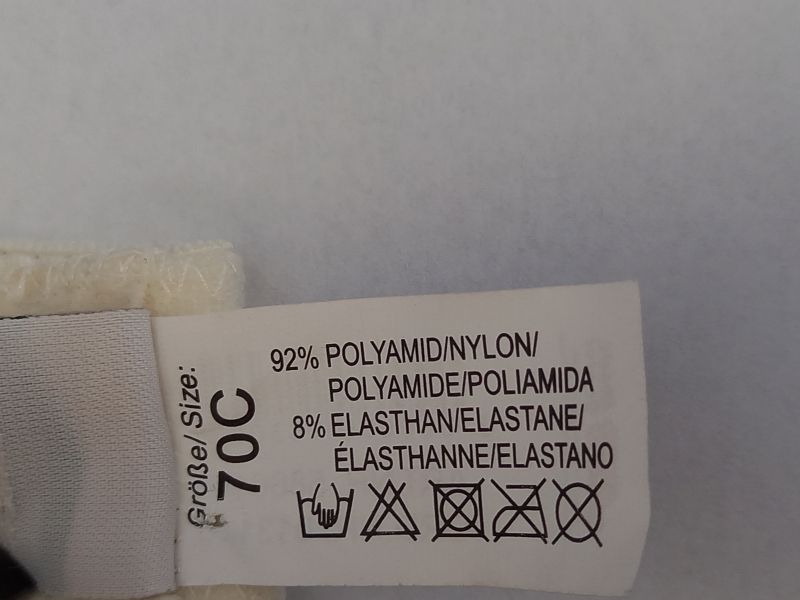 Größe/ Size:
70C
92% POLYAMID/NYLON/
POLYAMIDE/POLIAMIDA
8% ELASTHAN/ELASTANE/
ÉLASTHANNE/ELASTANO